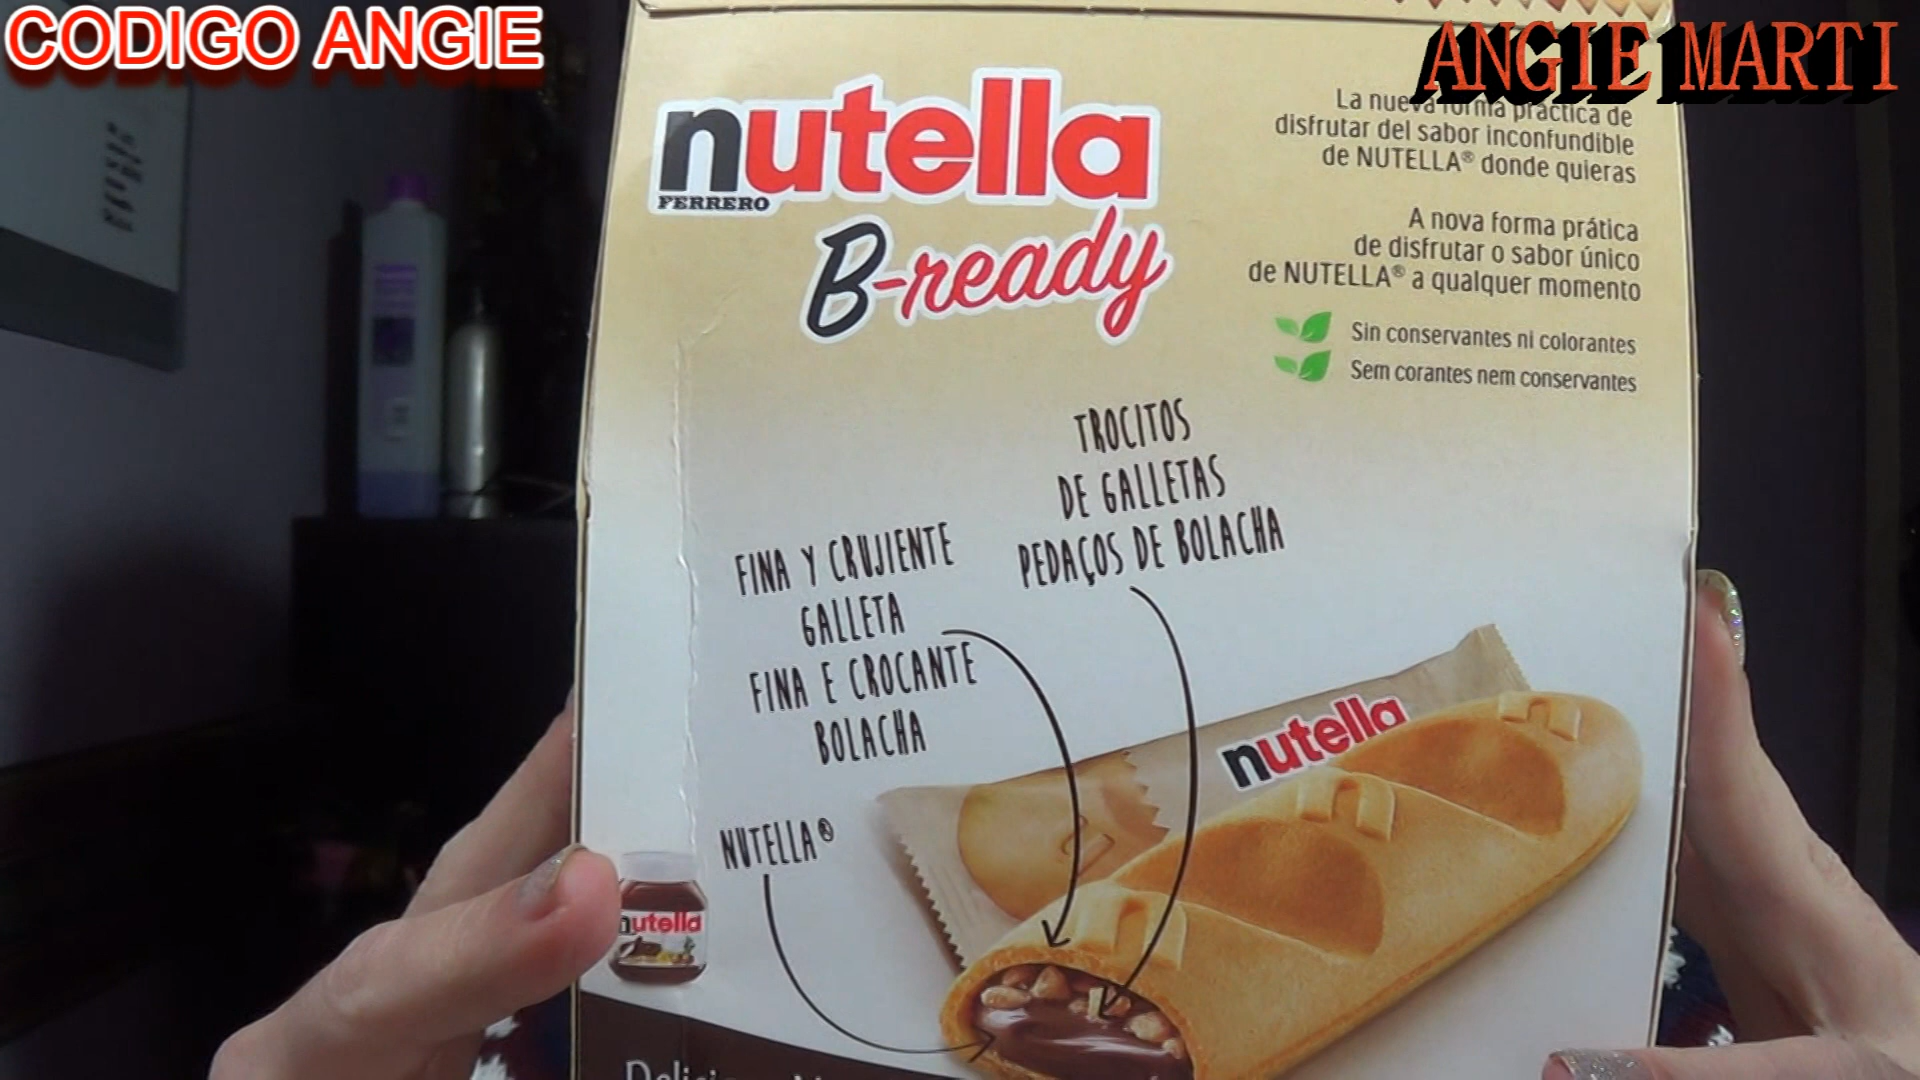 CODIGO ANGIE
ANGIE MARTI
nutella
FERRERO
B-ready
La nueva forma práctica de
disfrutar del sabor inconfundible
de NUTELLA® donde quieras
A nova forma prática
de disfrutar o sabor único
de NUTELLA® a qualquer momento
Sin conservantes ni colorantes
Sem corantes nem conservantes
TROCITOS
DE GALLETAS
PEDAÇOS DE BOLACHA
FINA Y CRUJIENTE
GALLETA
FINA E CROCANTE
BOLACHA
nutella
NUTELLA®
nutella